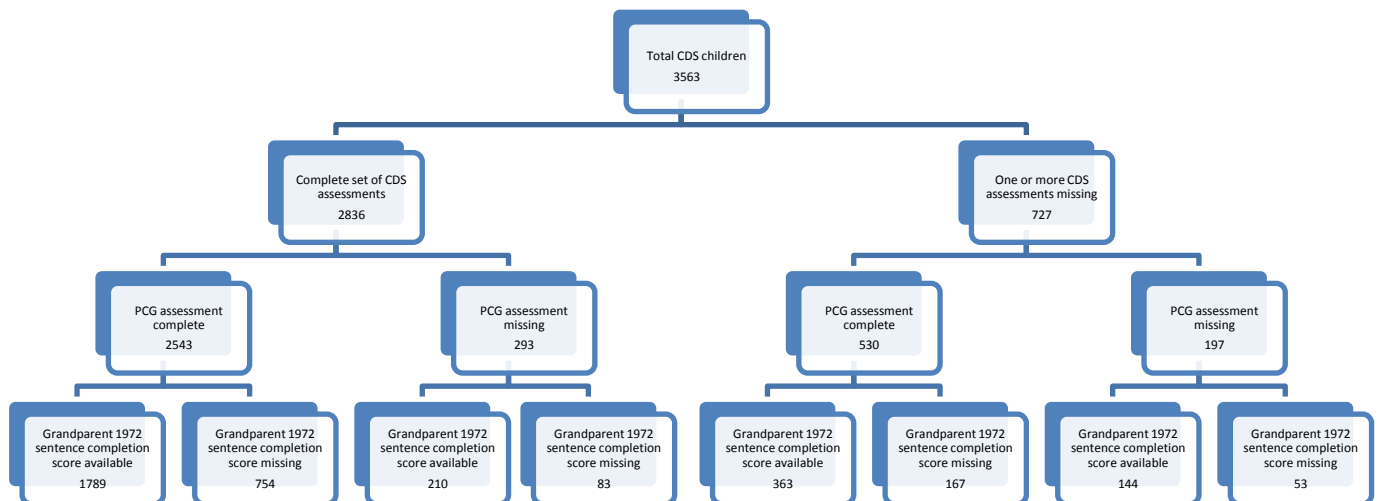 Total CDS children
3563
Complete set of CDS
assessments
2836
One or more CDS
assessments missing
727
PCG assessment
complete
2543
PCG assessment
missing
293
PCG assessment
complete
530
PCG assessment
missing
197
Grandparent 1972
sentence completion
score available
1789
Grandparent 1972
sentence completion
score missing
754
Grandparent 1972
sentence completion
score available
210
Grandparent 1972
sentence completion
score missing
83
Grandparent 1972
sentence completion
score available
363
Grandparent 1972
sentence completion
score missing
167
Grandparent 1972
sentence completion
score available
144
Grandparent 1972
sentence completion
score missing
53